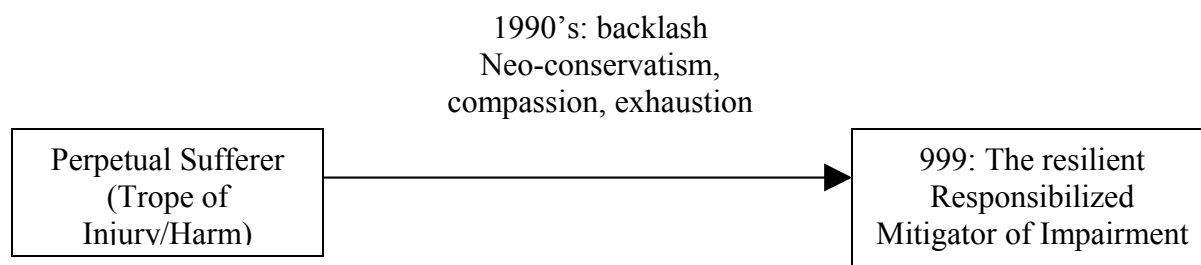 1990's: backlash
Neo-conservatism,
compassion, exhaustion
Perpetual Sufferer
(Trope of
Injury/Harm)
999: The resilient
Responsibilized
Mitigator of Impairment